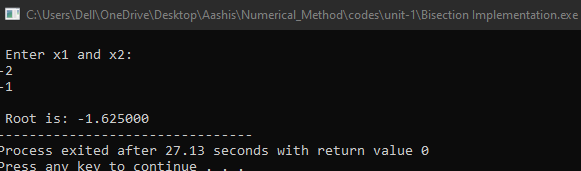 C:\Users\Dell\OneDrive\Desktop\Aashis\Numerical_Method\codes\unit-1\Bisection Implementation.exe
Enter x1 and x2:
-2
-1
Root is: -1.625000
--------------------------------
Process exited after 27.13 seconds with return value 0
Press any key to continue . . .